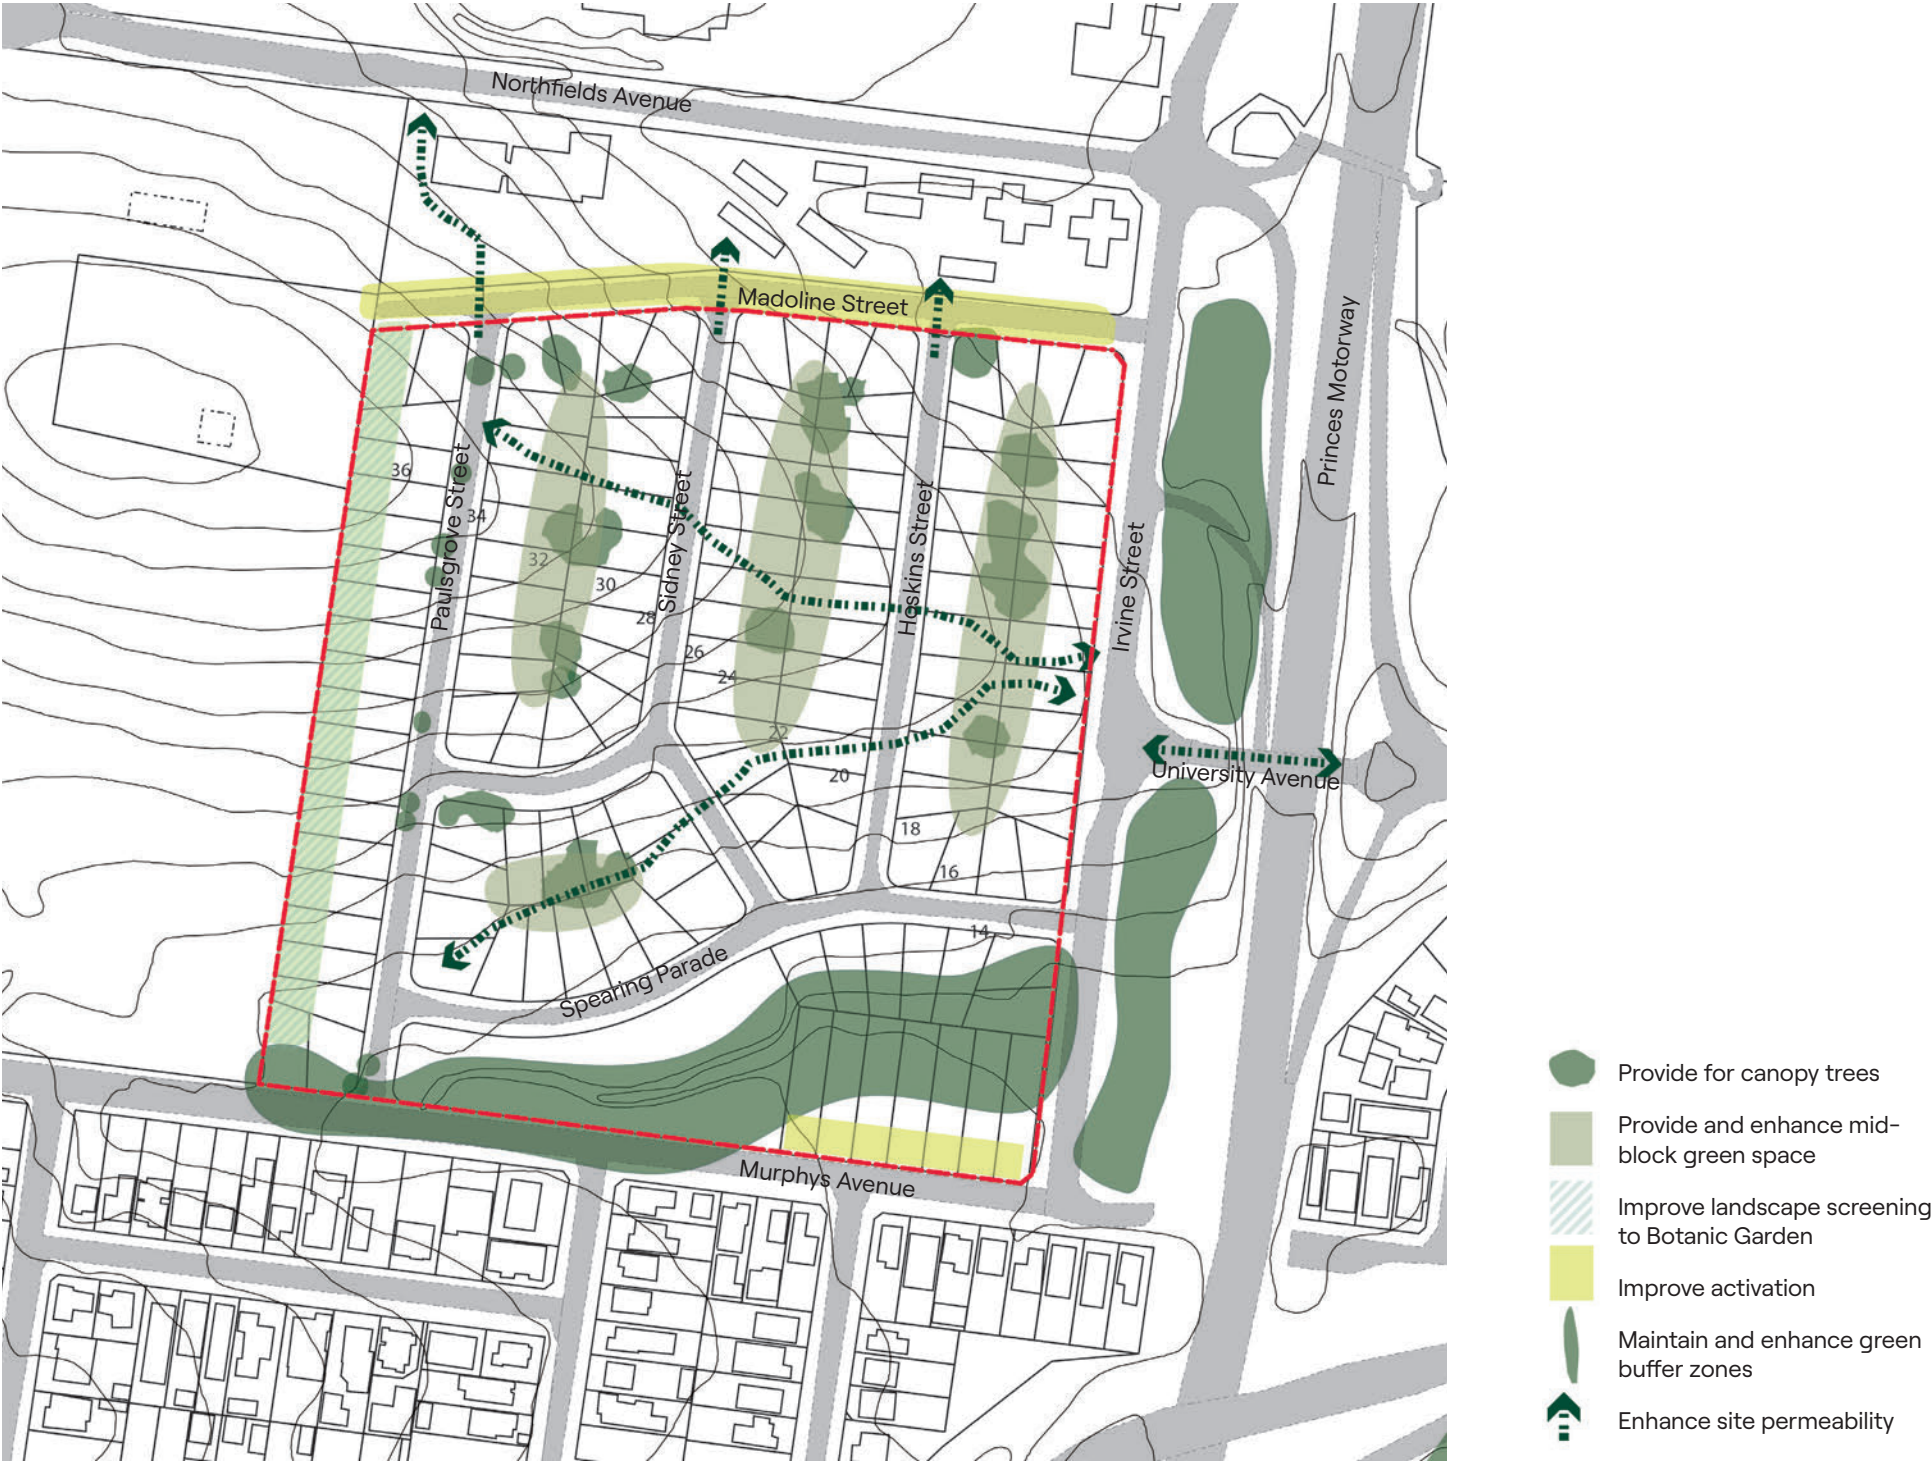 Northfields Avenue
Madoline Street
Princes Motorway
Paulsgrove Street
Sidney Street
Hoskins Street
Irvine Street
36
34
32
30
28
26
24
22
20
18
16
14
University Avenue
Spearing Parade
Murphys Avenue
Provide for canopy trees
Provide and enhance mid-
block green space
Improve landscape screening
to Botanic Garden
Improve activation
Maintain and enhance green
buffer zones
Enhance site permeability